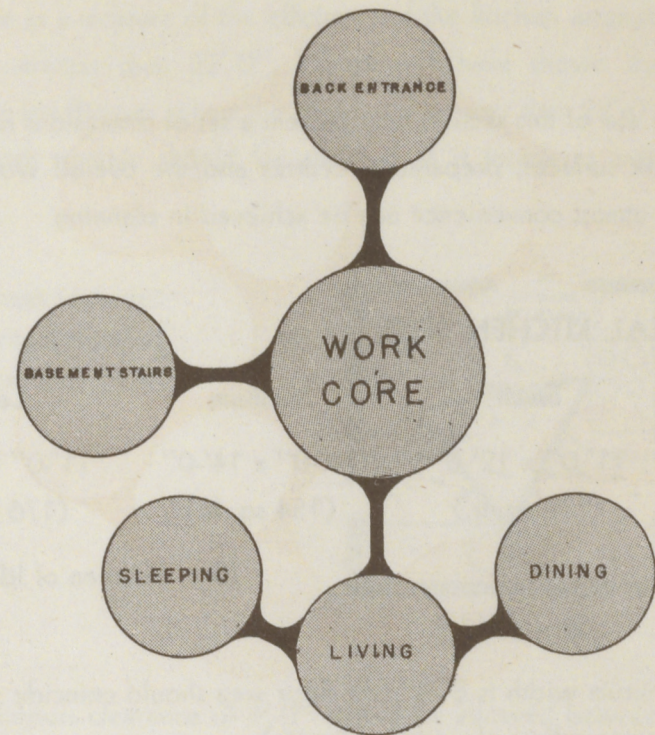 BACK ENTRANCE
WORK
CORE
BASEMENT STAIRS
SLEEPING
DINING
LIVING